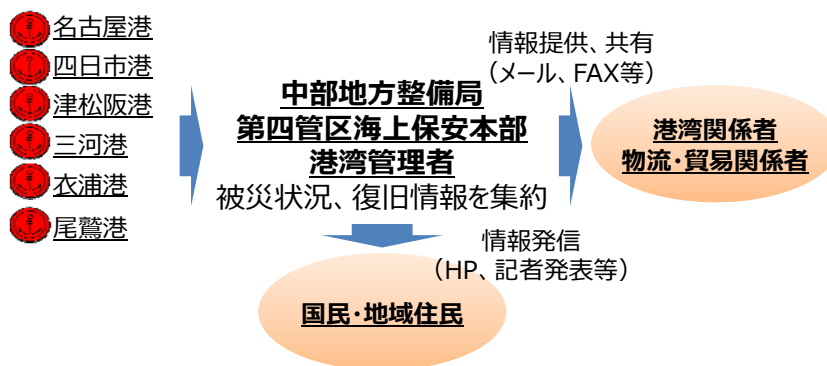 名古屋港
四日市港
津松阪港
三河港
衣浦港
尾鷲港
中部地方整備局
第四管区海上保安本部
港湾管理者
被災状況、復旧情報を集約
情報提供、共有
(メール、FAX等)
港湾関係者
物流・貿易関係者
情報発信
(HP、記者発表等)
国民・地域住民